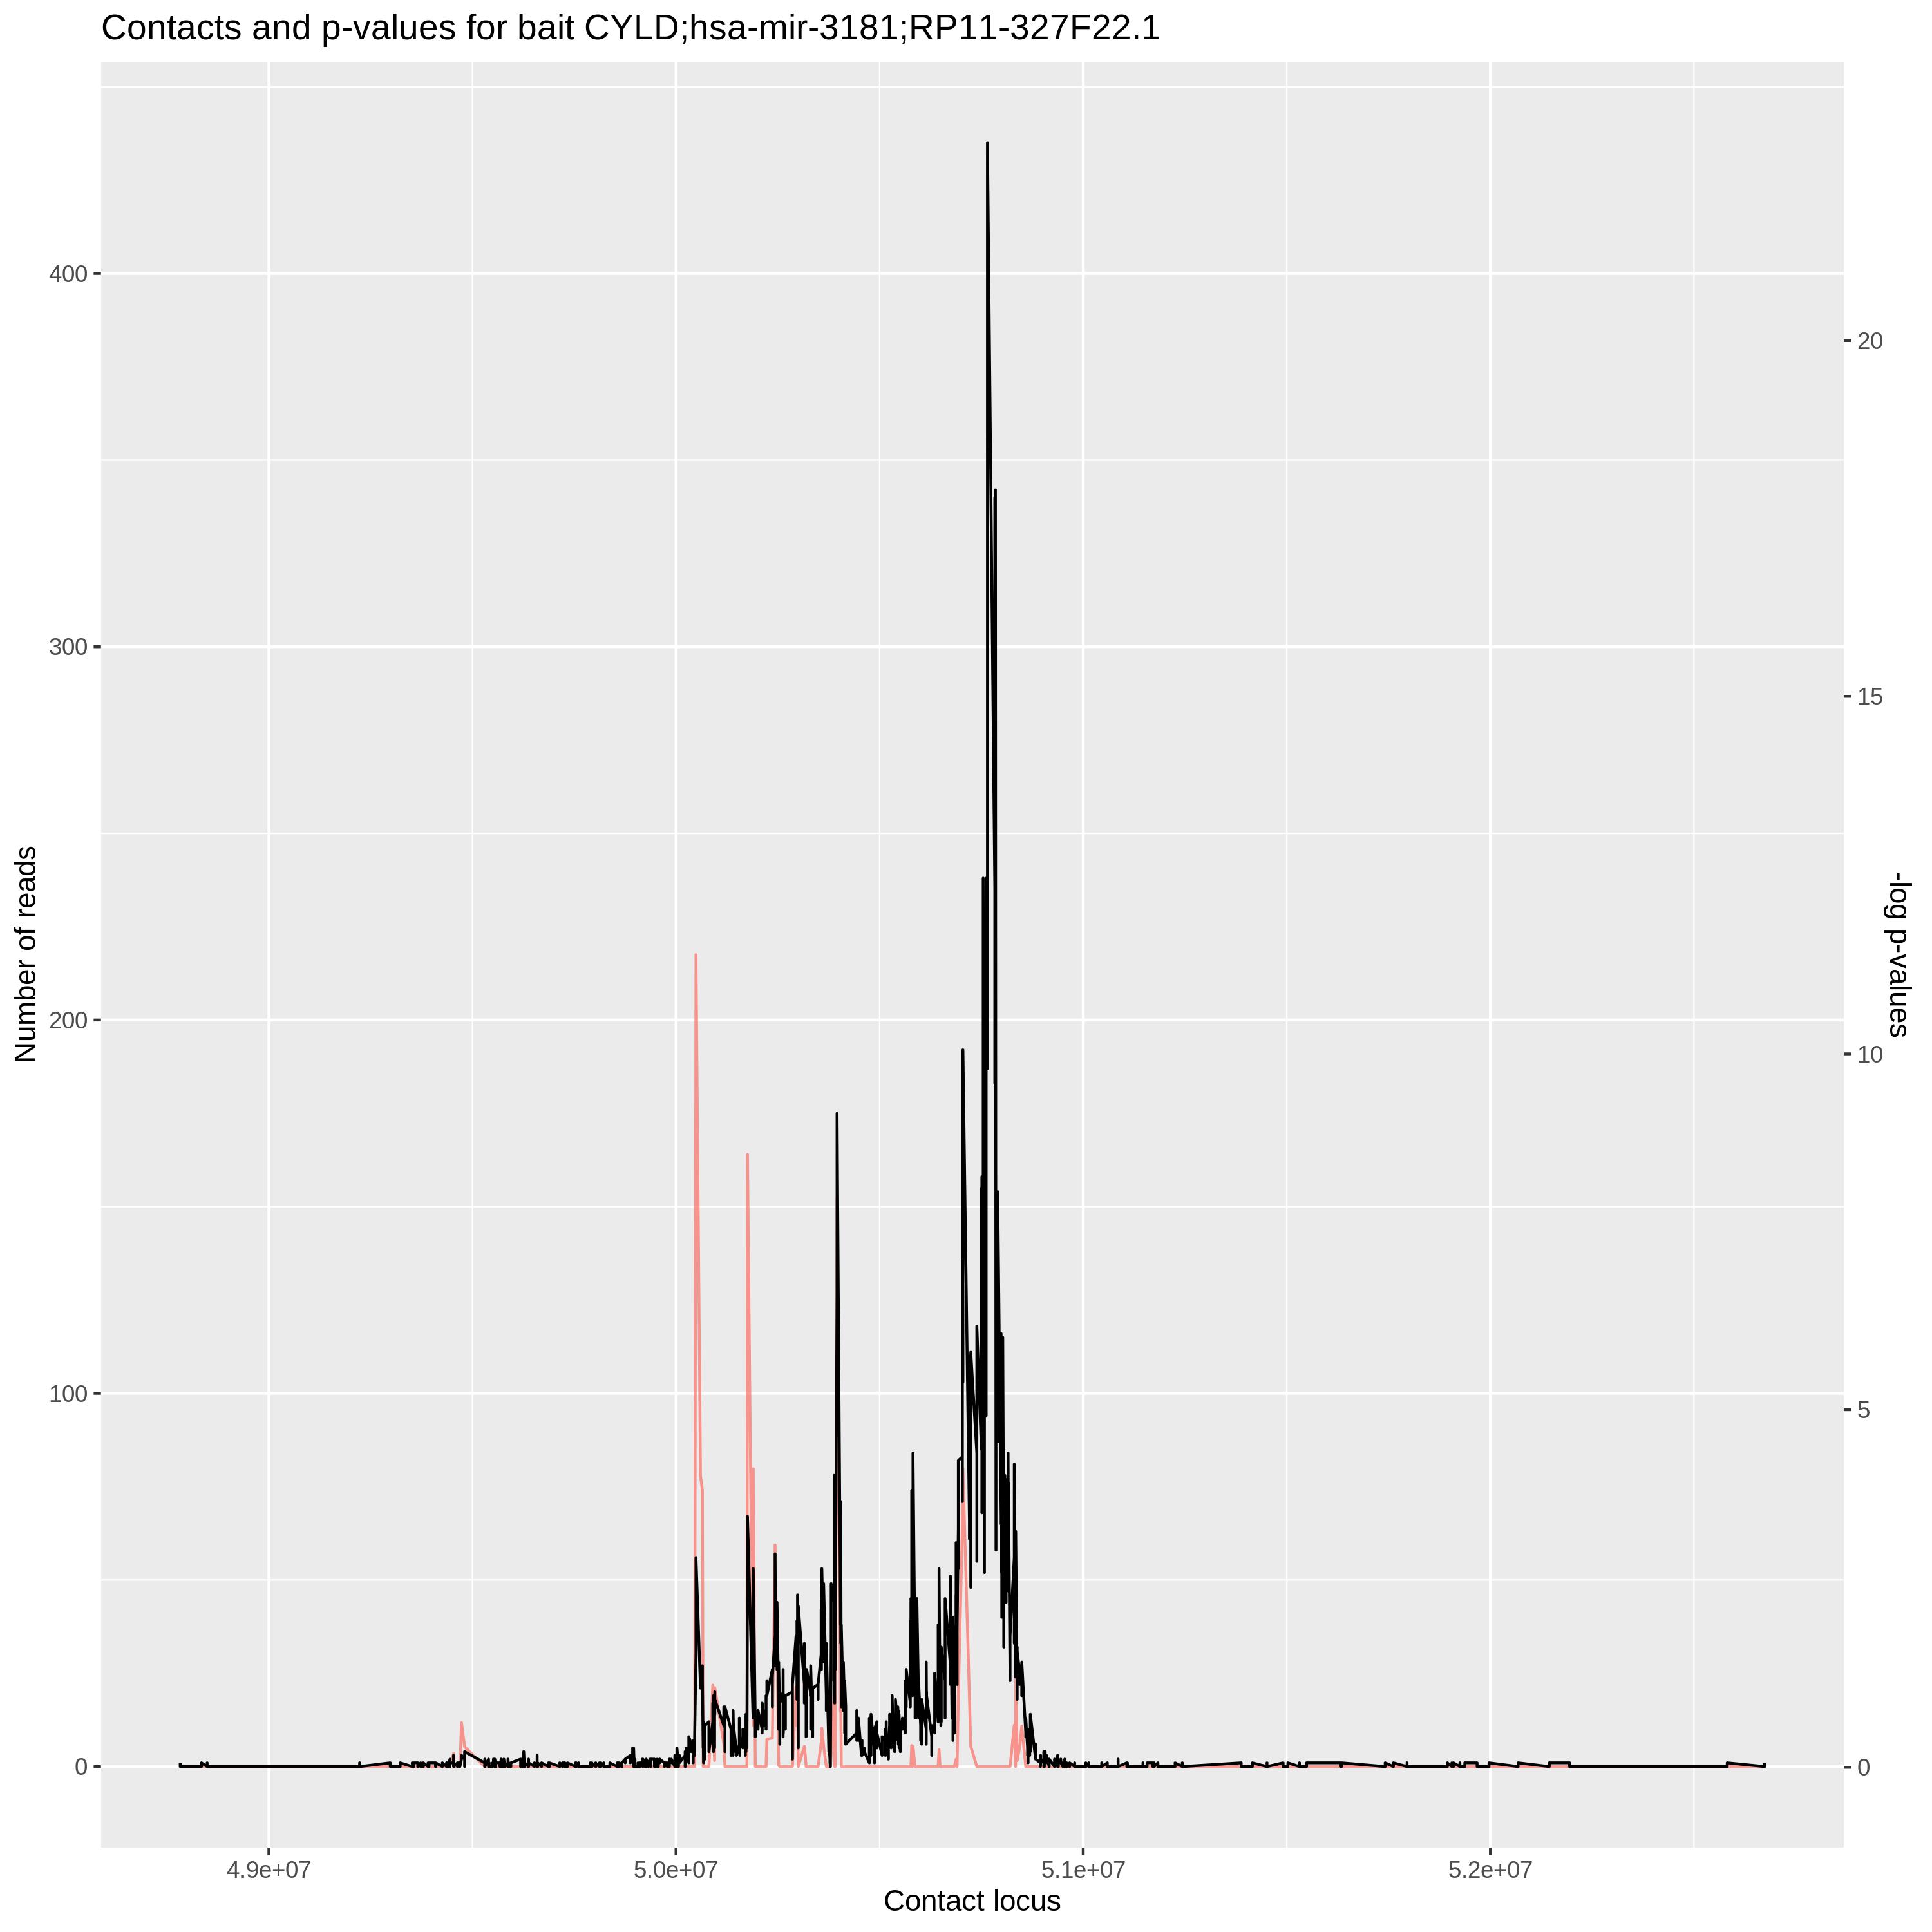 Contacts and p-values for bait CYLD;hsa-mir-3181;RP11-327F22.1
400
300
200
100
0
Number of reads
20
15
10
5
0
-log p-values
4.9e+07 5.0e+07 5.1e+07 5.2e+07
Contact locus